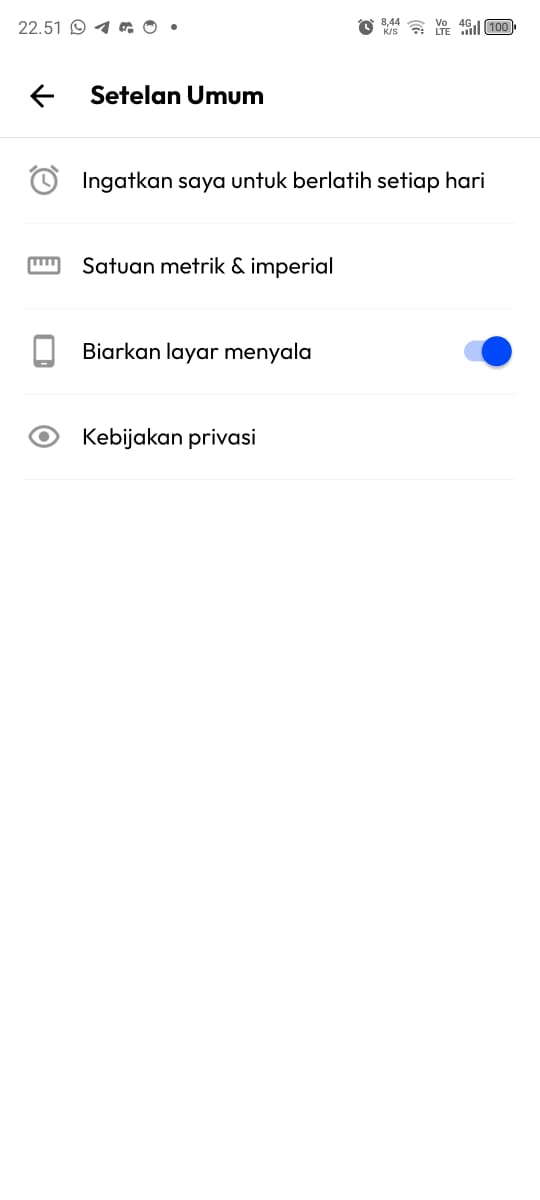 22.51 8,44 K/S Vo LTE 4G 100
Setelan Umum
Ingatkan saya untuk berlatih setiap hari
Satuan metrik & imperial
Biarkan layar menyala
Kebijakan privasi